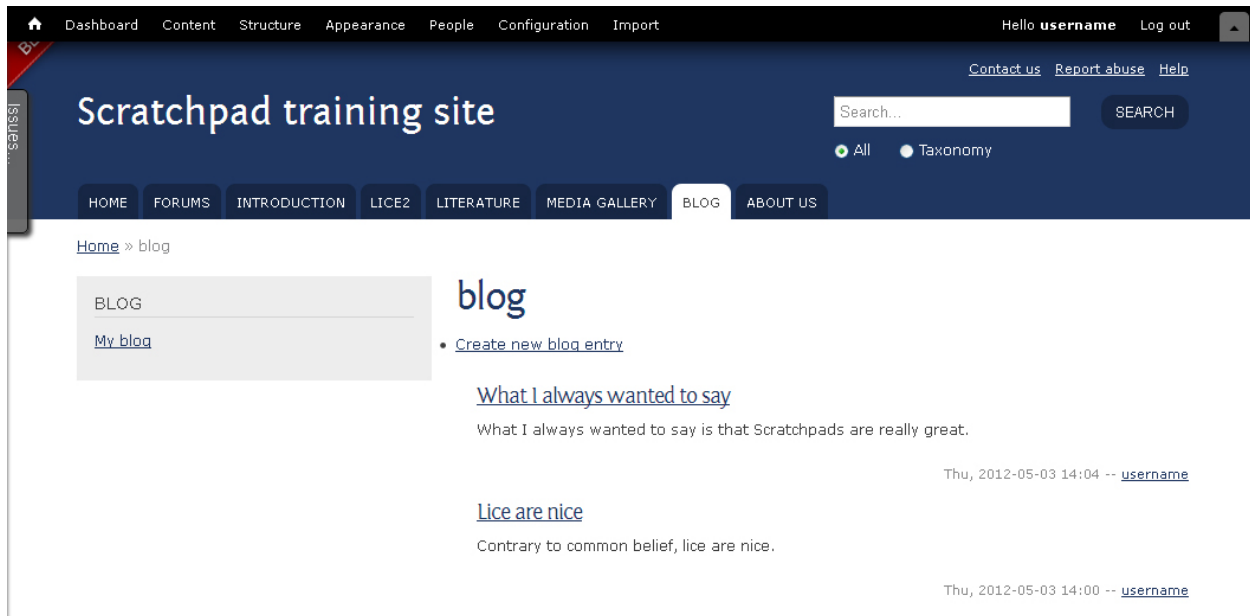 Dashboard Content Structure Appearance People Configuration Import Hello username Log out
Contact us Report abuse Help
Issues...
Scratchpad training site
Search... SEARCH
All Taxonomy
HOME FORUMS INTRODUCTION LICE2 LITERATURE MEDIA GALLERY BLOG ABOUT US
Home » blog
BLOG
My blog
blog
• Create new blog entry
What I always wanted to say
What I always wanted to say is that Scratchpads are really great.
Thu, 2012-05-03 14:04 -- username
Lice are nice
Contrary to common belief, lice are nice.
Thu, 2012-05-03 14:00 -- username